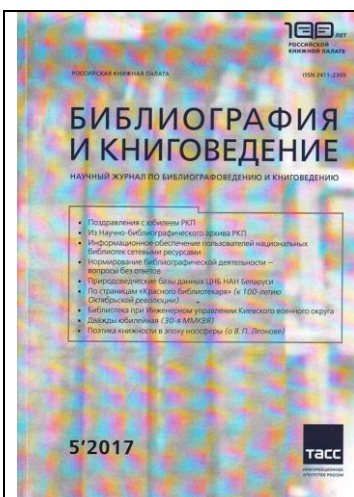 100 ЛЕТ
РОССИЙСКОЙ
КНИЖНОЙ ПАЛАТЕ
РОССИЙСКАЯ КНИЖНАЯ ПАЛАТА
ISSN 2411-2305
БИБЛИОГРАФИЯ
И КНИГОВЕДЕНИЕ
НАУЧНЫЙ ЖУРНАЛ ПО БИБЛИОГРАФОВЕДЕНИЮ И КНИГОВЕДЕНИЮ
• Поздравления с юбилеем РКП
• Из Научно-библиографического архива РКП
• Информационное обеспечение пользователей национальных
библиотек сетевыми ресурсами
• Нормирование библиографической деятельности –
вопросы без ответов
• Природоведческие базы данных ЦНБ НАН Беларуси
• По страницам «Красного библиотекаря» (к 100-летию
Октябрьской революции)
• Библиотека при Инженерном управлении Киевского военного округа
• Дважды юбилейная (30-я ММКВЯ)
• Поэтика книжности в эпоху ноосферы (о В. П. Леонове)
5'2017
ТАСС
ИНФОРМАЦИОННОЕ
АГЕНТСТВО РОССИИ